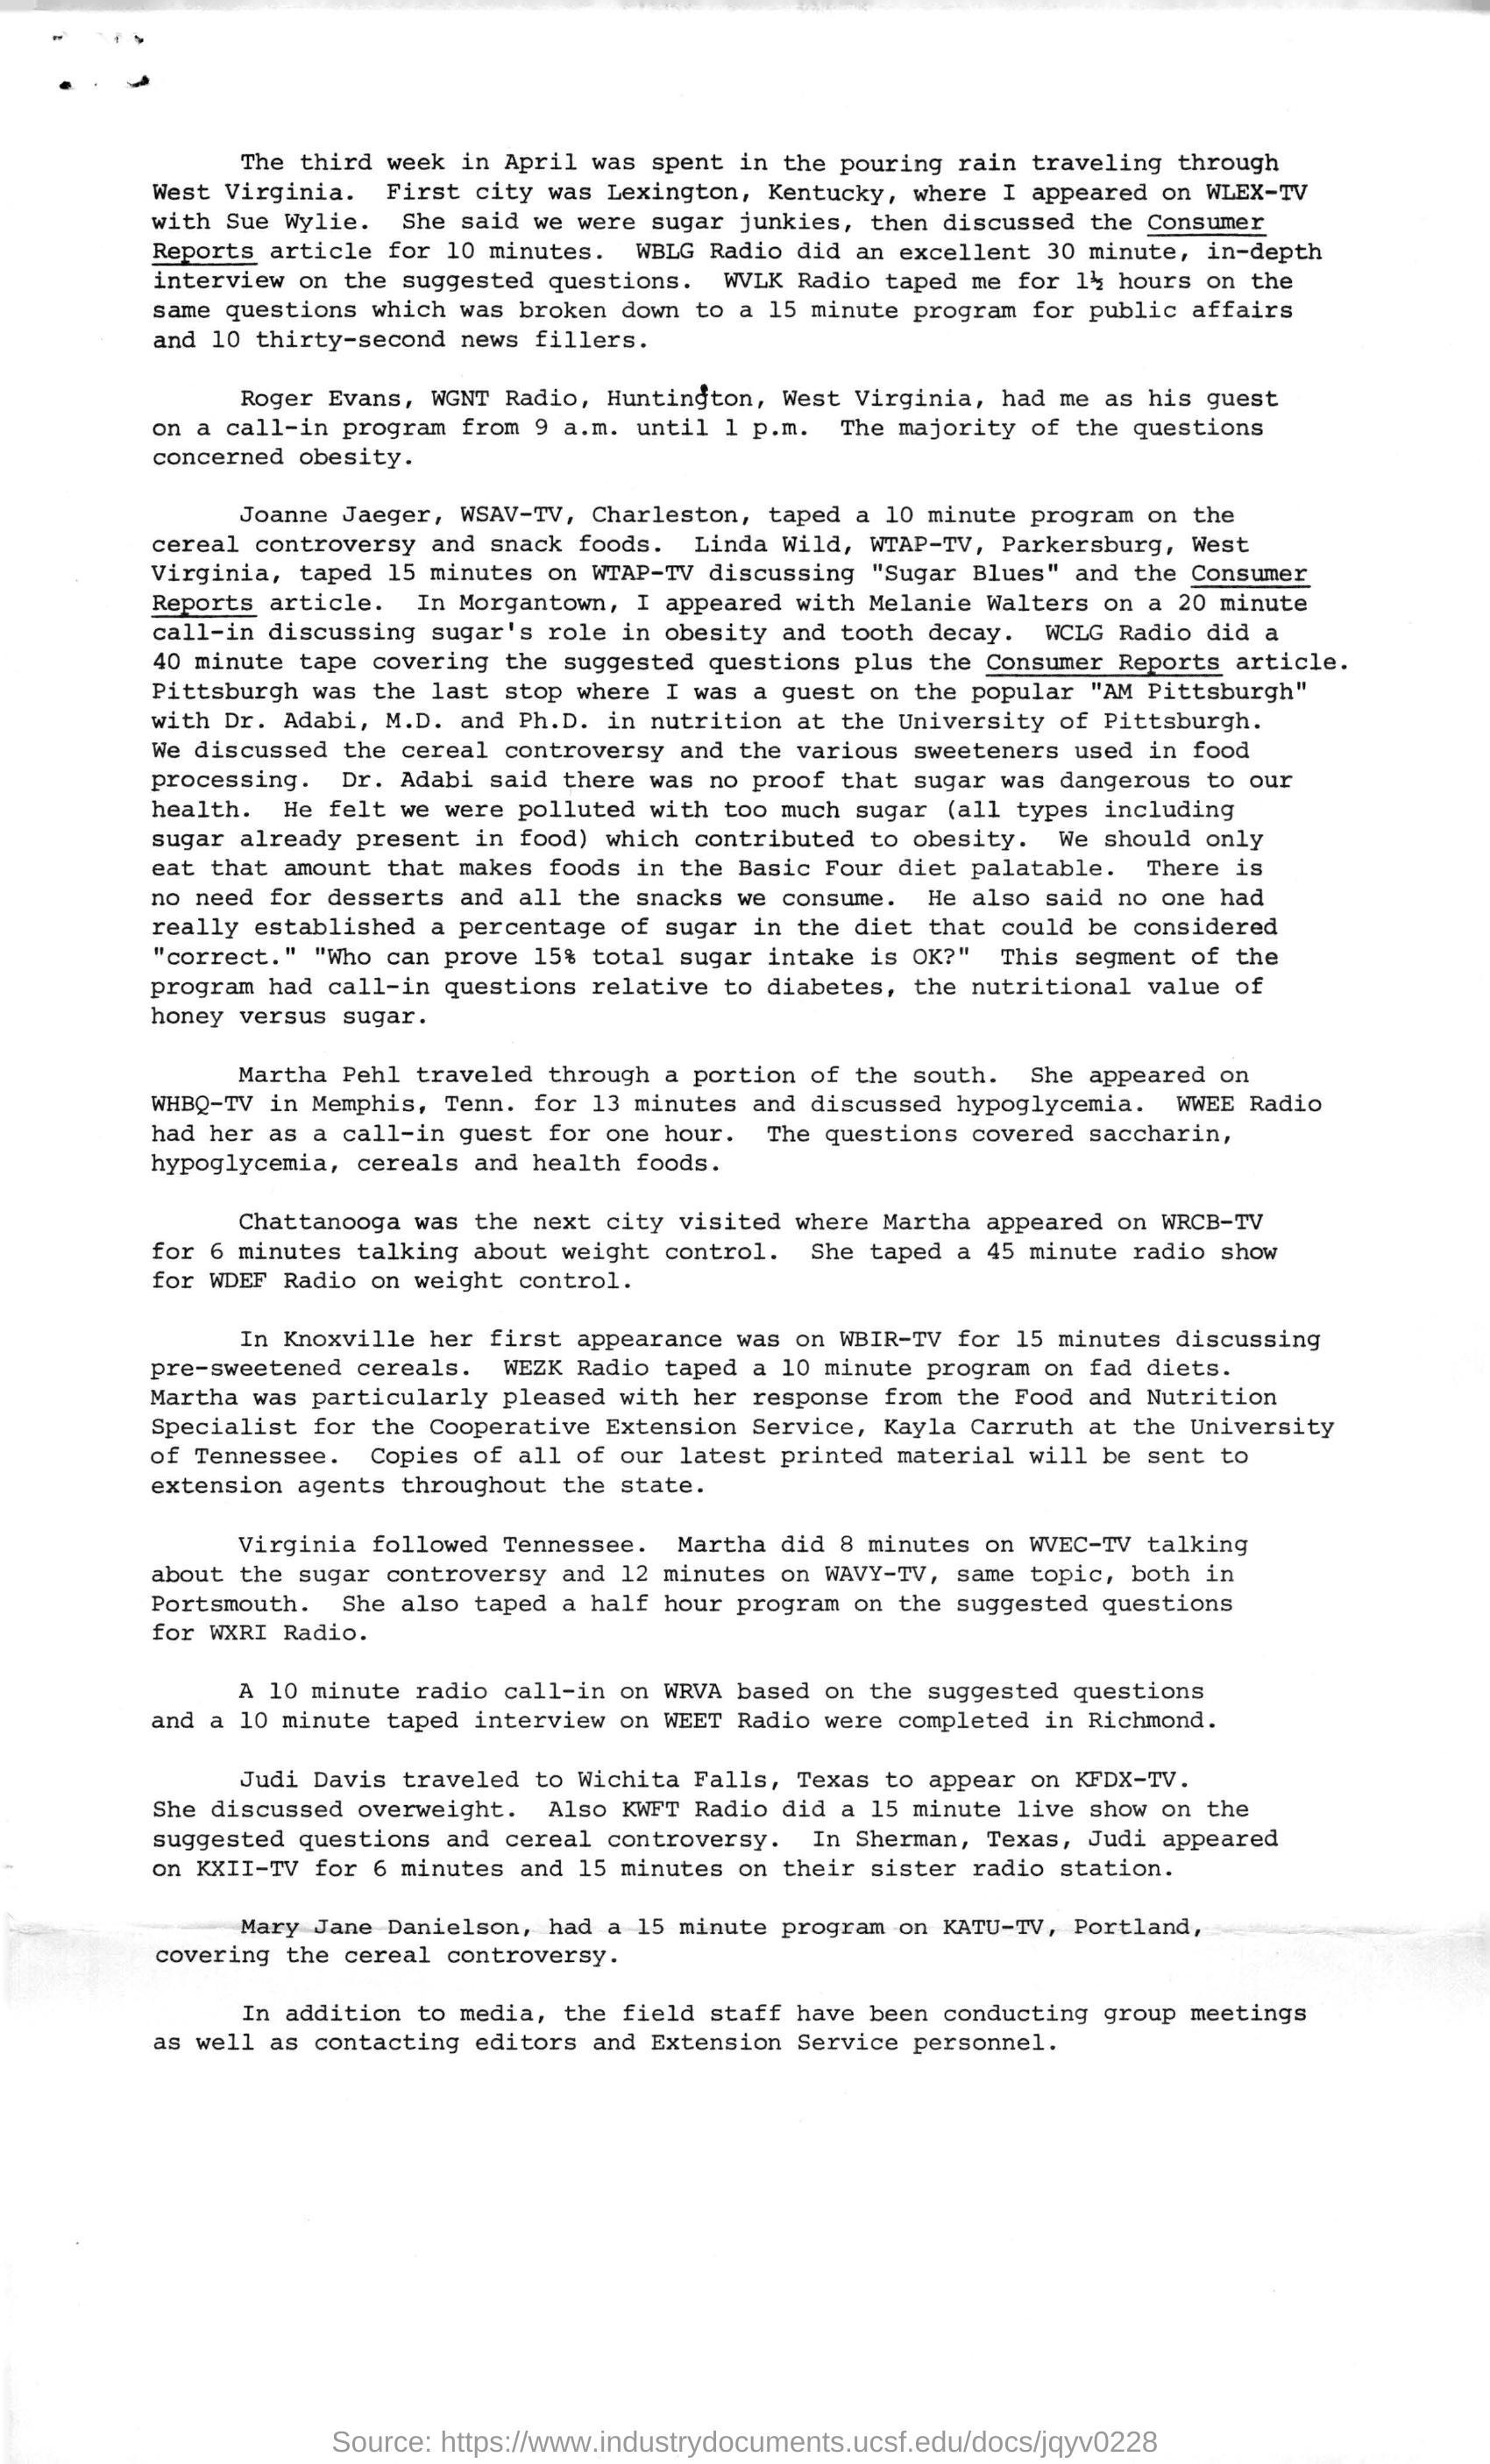 The third week in April was spent in the pouring rain traveling through
West Virginia. First city was Lexington, Kentucky, where I appeared on WLEX-TV
with Sue Wylie. She said we were sugar junkies, then discussed the Consumer
Reports article for 10 minutes. WBLG Radio did an excellent 30 minute, in-depth
interview on the suggested questions. WVLK Radio taped me for 1½ hours on the
same questions which was broken down to a 15 minute program for public affairs
and 10 thirty-second news fillers.
Roger Evans, WGNT Radio, Huntington, West Virginia, had me as his guest
on a call-in program from 9 a.m. until 1 p.m. The majority of the questions
concerned obesity.
Joanne Jaeger, WSAV-TV, Charleston, taped a 10 minute program on the
cereal controversy and snack foods. Linda Wild, WTAP-TV, Parkersburg, West
Virginia, taped 15 minutes on WTAP-TV discussing "Sugar Blues" and the Consumer
Reports article. In Morgantown, I appeared with Melanie Walters on a 20 minute
call-in discussing sugar's role in obesity and tooth decay. WCLG Radio did a
40 minute tape covering the suggested questions plus the Consumer Reports article.
Pittsburgh was the last stop where I was a guest on the popular "AM Pittsburgh"
with Dr. Adabi, M.D. and Ph.D. in nutrition at the University of Pittsburgh.
We discussed the cereal controversy and the various sweeteners used in food
processing. Dr. Adabi said there was no proof that sugar was dangerous to our
health. He felt we were polluted with too much sugar (all types including
sugar already present in food) which contributed to obesity. We should only
eat that amount that makes foods in the Basic Four diet palatable. There is
no need for desserts and all the snacks we consume. He also said no one had
really established a percentage of sugar in the diet that could be considered
"correct." "Who can prove 15% total sugar intake is OK?" This segment of the
program had call-in questions relative to diabetes, the nutritional value of
honey versus sugar.
Martha Pehl traveled through a portion of the south. She appeared on
WHBQ-TV in Memphis, Tenn. for 13 minutes and discussed hypoglycemia. WWEE Radio
had her as a call-in guest for one hour. The questions covered saccharin,
hypoglycemia, cereals and health foods.
Chattanooga was the next city visited where Martha appeared on WRCB-TV
for 6 minutes talking about weight control. She taped a 45 minute radio show
for WDEF Radio on weight control.
In Knoxville her first appearance was on WBIR-TV for 15 minutes discussing
pre-sweetened cereals. WEZK Radio taped a 10 minute program on fad diets.
Martha was particularly pleased with her response from the Food and Nutrition
Specialist for the Cooperative Extension Service, Kayla Carruth at the University
of Tennessee. Copies of all of our latest printed material will be sent to
extension agents throughout the state.
Virginia followed Tennessee. Martha did 8 minutes on WVEC-TV talking
about the sugar controversy and 12 minutes on WAVY-TV, same topic, both in
Portsmouth. She also taped a half hour program on the suggested questions
for WXRI Radio.
A 10 minute radio call-in on WRVA based on the suggested questions
and a 10 minute taped interview on WEET Radio were completed in Richmond.
Judi Davis traveled to Wichita Falls, Texas to appear on KFDX-TV.
She discussed overweight. Also KWFT Radio did a 15 minute live show on the
suggested questions and cereal controversy. In Sherman, Texas, Judi appeared
on KXII-TV for 6 minutes and 15 minutes on their sister radio station.
Mary Jane Danielson, had a 15 minute program on KATU-TV, Portland,
covering the cereal controversy.
In addition to media, the field staff have been conducting group meetings
as well as contacting editors and Extension Service personnel.
Source: https://www.industrydocuments.ucsf.edu/docs/jqyv0228